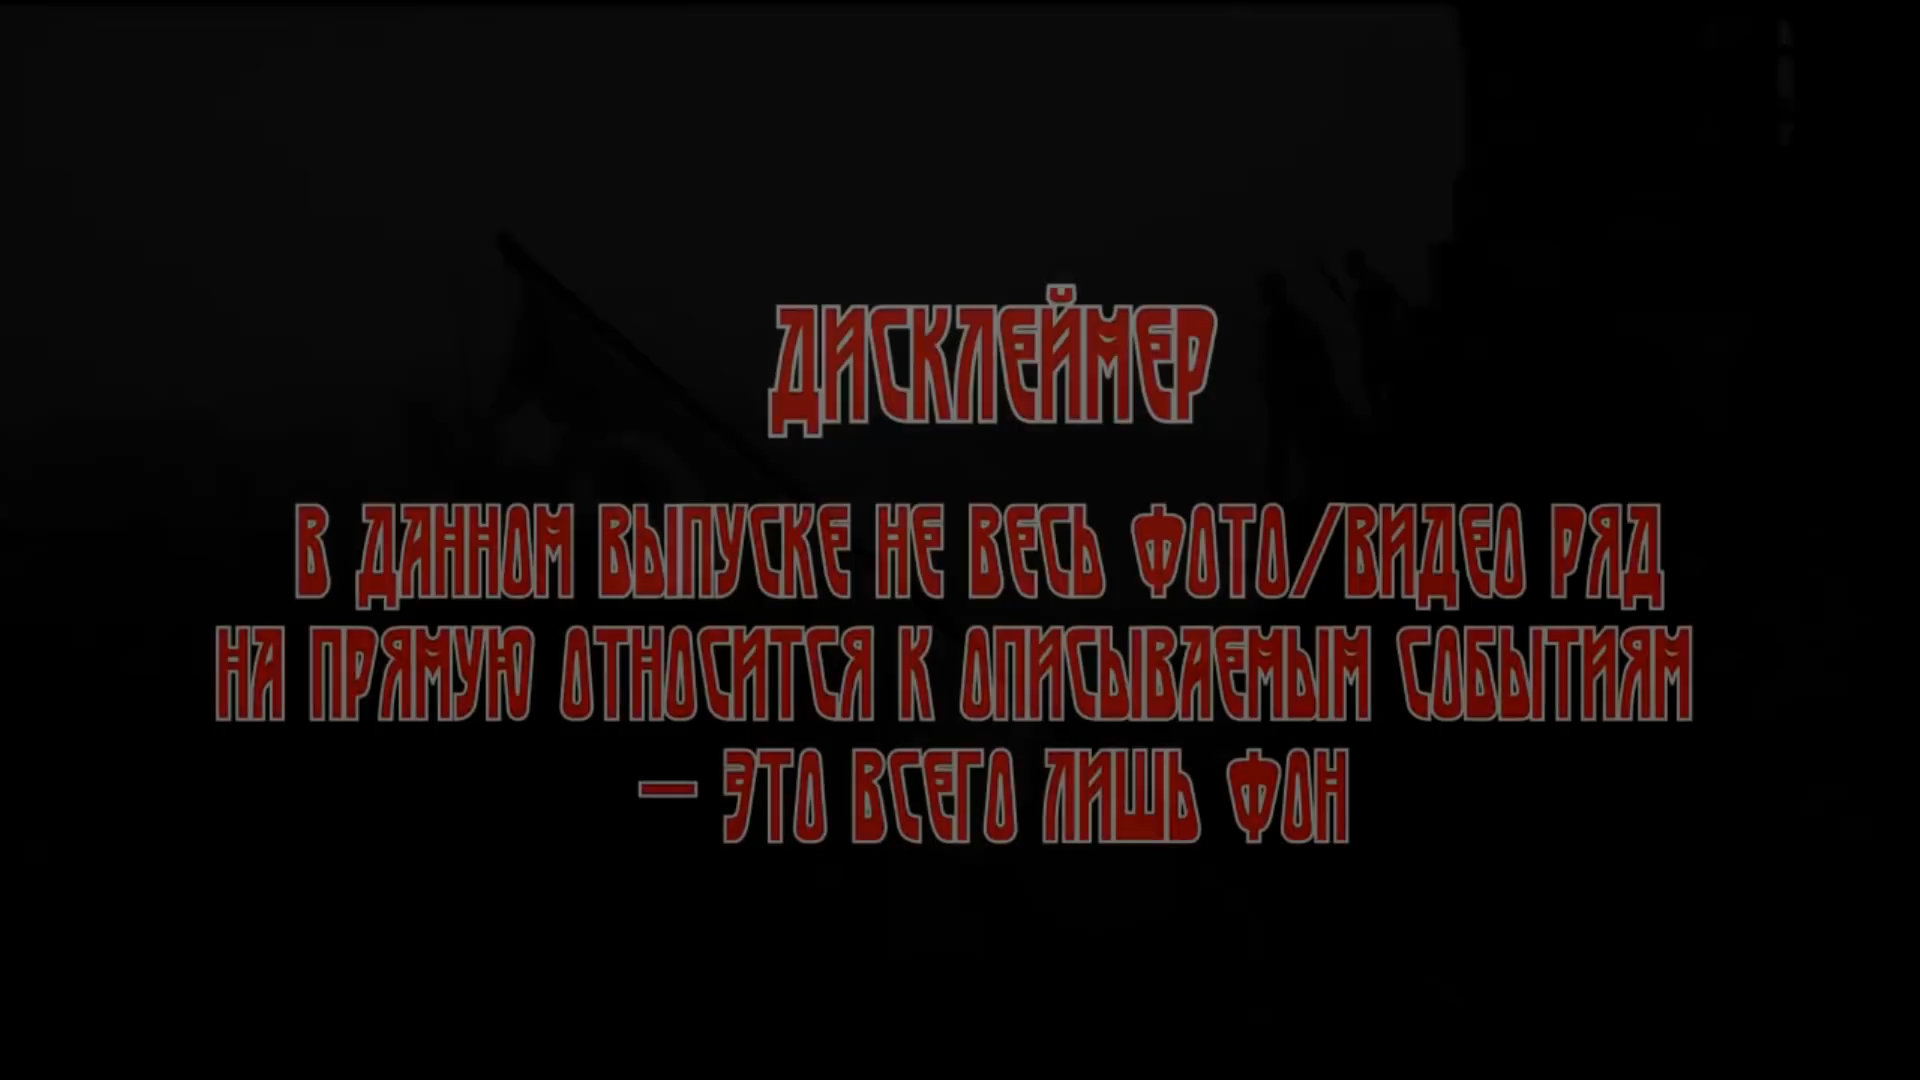 ДИСКЛЕЙМЕР
В ДАННОМ ВЫПУСКЕ НЕ ВЕСЬ ФОТО/ВИДЕО РЯД
НА ПРЯМУЮ ОТНОСИТСЯ К ОПИСЫВАЕМЫМ СОБЫТИЯМ
— ЭТО ВСЕГО ЛИШЬ ФОН